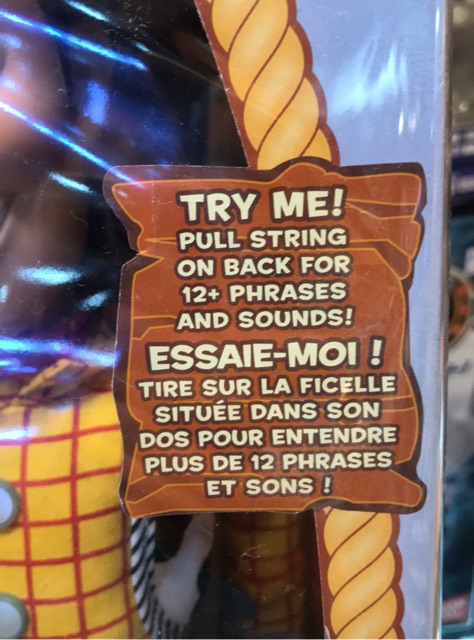 TRY ME!
PULL STRING
ON BACK FOR
12+ PHRASES
AND SOUNDS!
ESSAIE-MOI !
TIRE SUR LA FICELLE
SITUÉE DANS SON
DOS POUR ENTENDRE
PLUS DE 12 PHRASES
ET SONS !